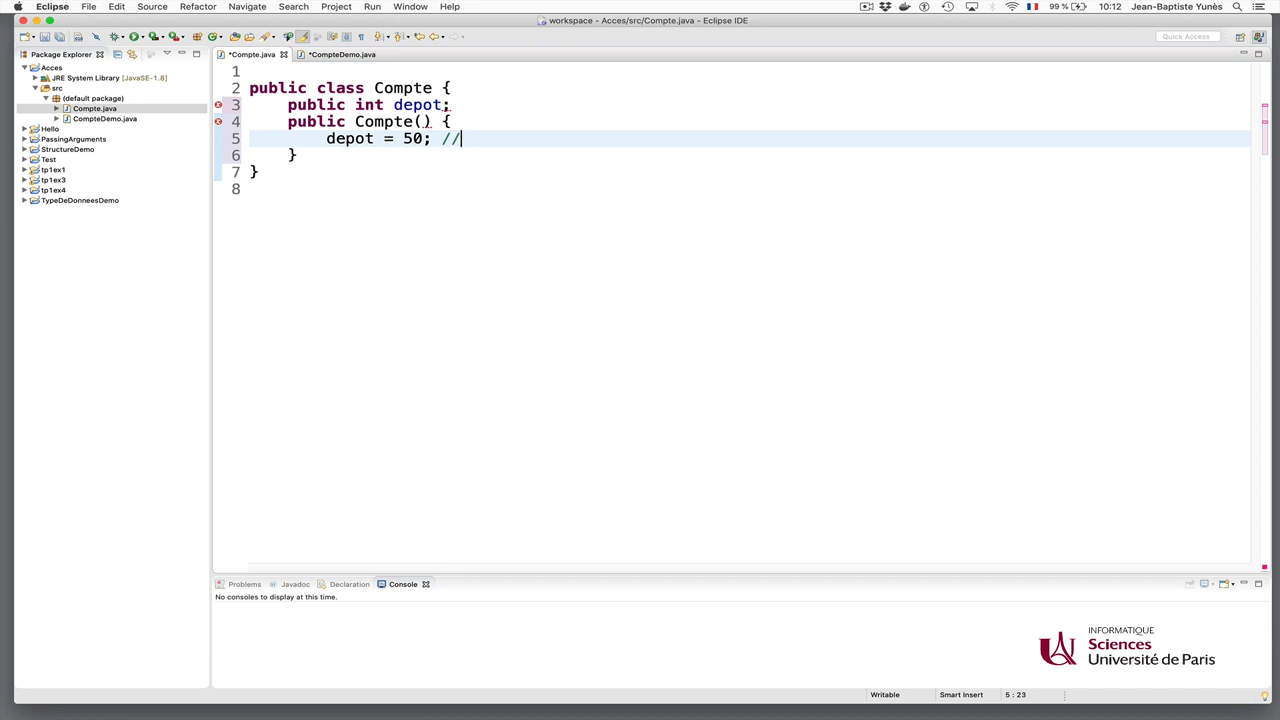 Eclipse File Edit Source Refactor Navigate Search Project Run Window Help 99 % 10:12 Jean-Baptiste Yunès
workspace - Acces/src/Compte.java - Eclipse IDE
Quick Access
Package Explorer
*Compte.java
*CompteDemo.java
Acces
JRE System Library [JavaSE-1.8]
src
(default package)
Compte.java
CompteDemo.java
Hello
PassingArguments
StructureDemo
Test
tp1ex1
tp1ex3
tp1ex4
TypeDeDonneesDemo
1
2 public class Compte {
3 public int depot;
4 public Compte() {
5 depot = 50; //
6 }
7 }
8
Problems Javadoc Declaration Console
No consoles to display at this time.
INFORMATIQUE
Sciences
Université de Paris
Writable Smart Insert 5 : 23